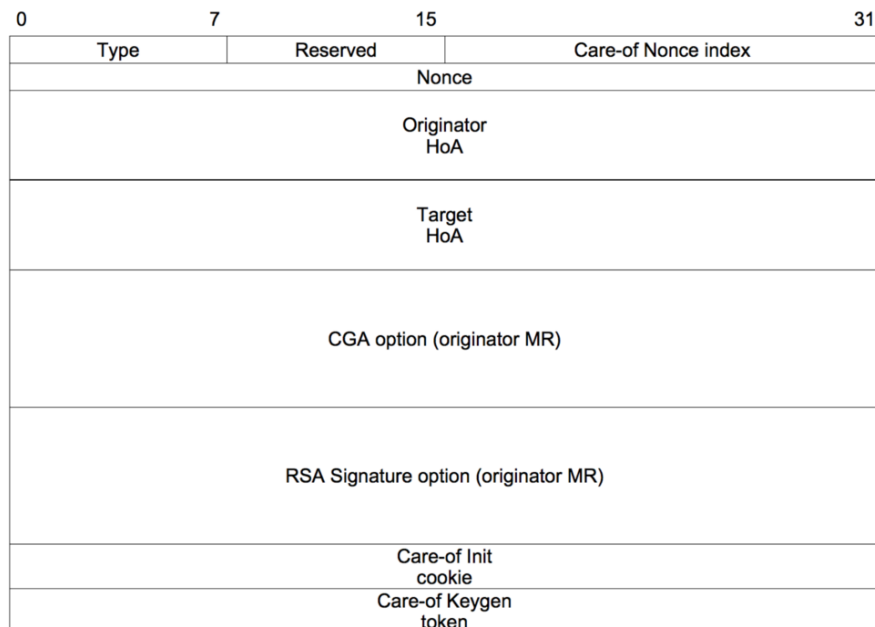 0 7 15 31
Type Reserved Care-of Nonce index
Nonce
Originator
HoA
Target
HoA
CGA option (originator MR)
RSA Signature option (originator MR)
Care-of Init
cookie
Care-of Keygen
token